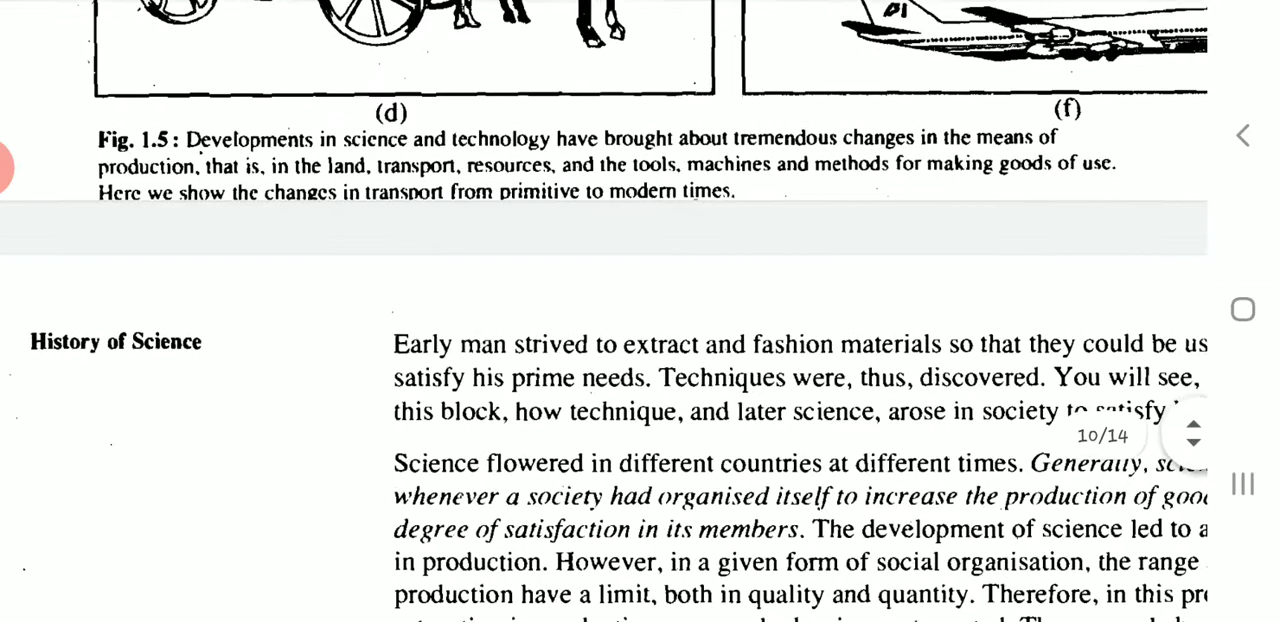 (d)
(f)
Fig. 1.5 : Developments in science and technology have brought about tremendous changes in the means of
production, that is, in the land, transport, resources, and the tools, machines and methods for making goods of use.
Here we show the changes in transport from primitive to modern times.
History of Science
Early man strived to extract and fashion materials so that they could be us
satisfy his prime needs. Techniques were, thus, discovered. You will see,
this block, how technique, and later science, arose in society to satisfy
10/14
Science flowered in different countries at different times. Generally,
whenever a society had organised itself to increase the production of
degree of satisfaction in its members. The development of science led to a
in production. However, in a given form of social organisation, the range
production have a limit, both in quality and quantity. Therefore, in this